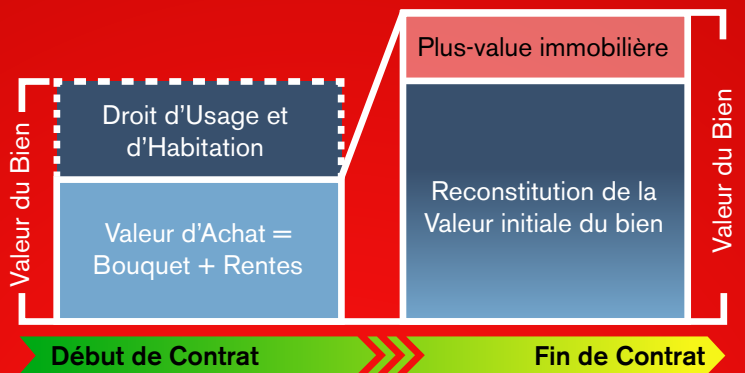 Valeur du Bien
Droit d'Usage et
d'Habitation
Valeur d'Achat =
Bouquet + Rentes
Plus-value immobilière
Reconstitution de la
Valeur initiale du bien
Valeur du Bien
Début de Contrat
Fin de Contrat